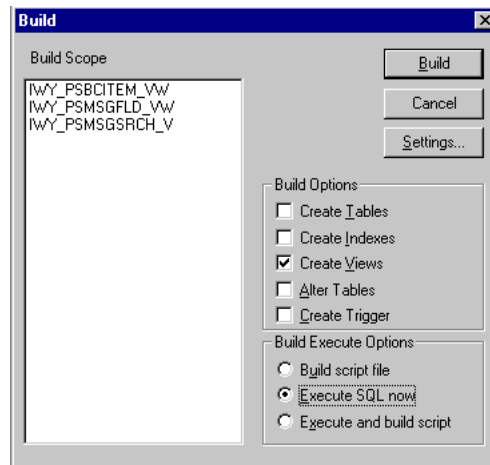 Build
Build Scope
IWY_PSBCITEM_VW
IWY_PSMSGFLD_VW
IWY_PSMSGSRCH_V
Build
Cancel
Settings...
Build Options
Create Tables
Create Indexes
Create Views
Alter Tables
Create Trigger
Build Execute Options
Build script file
Execute SQL now
Execute and build script